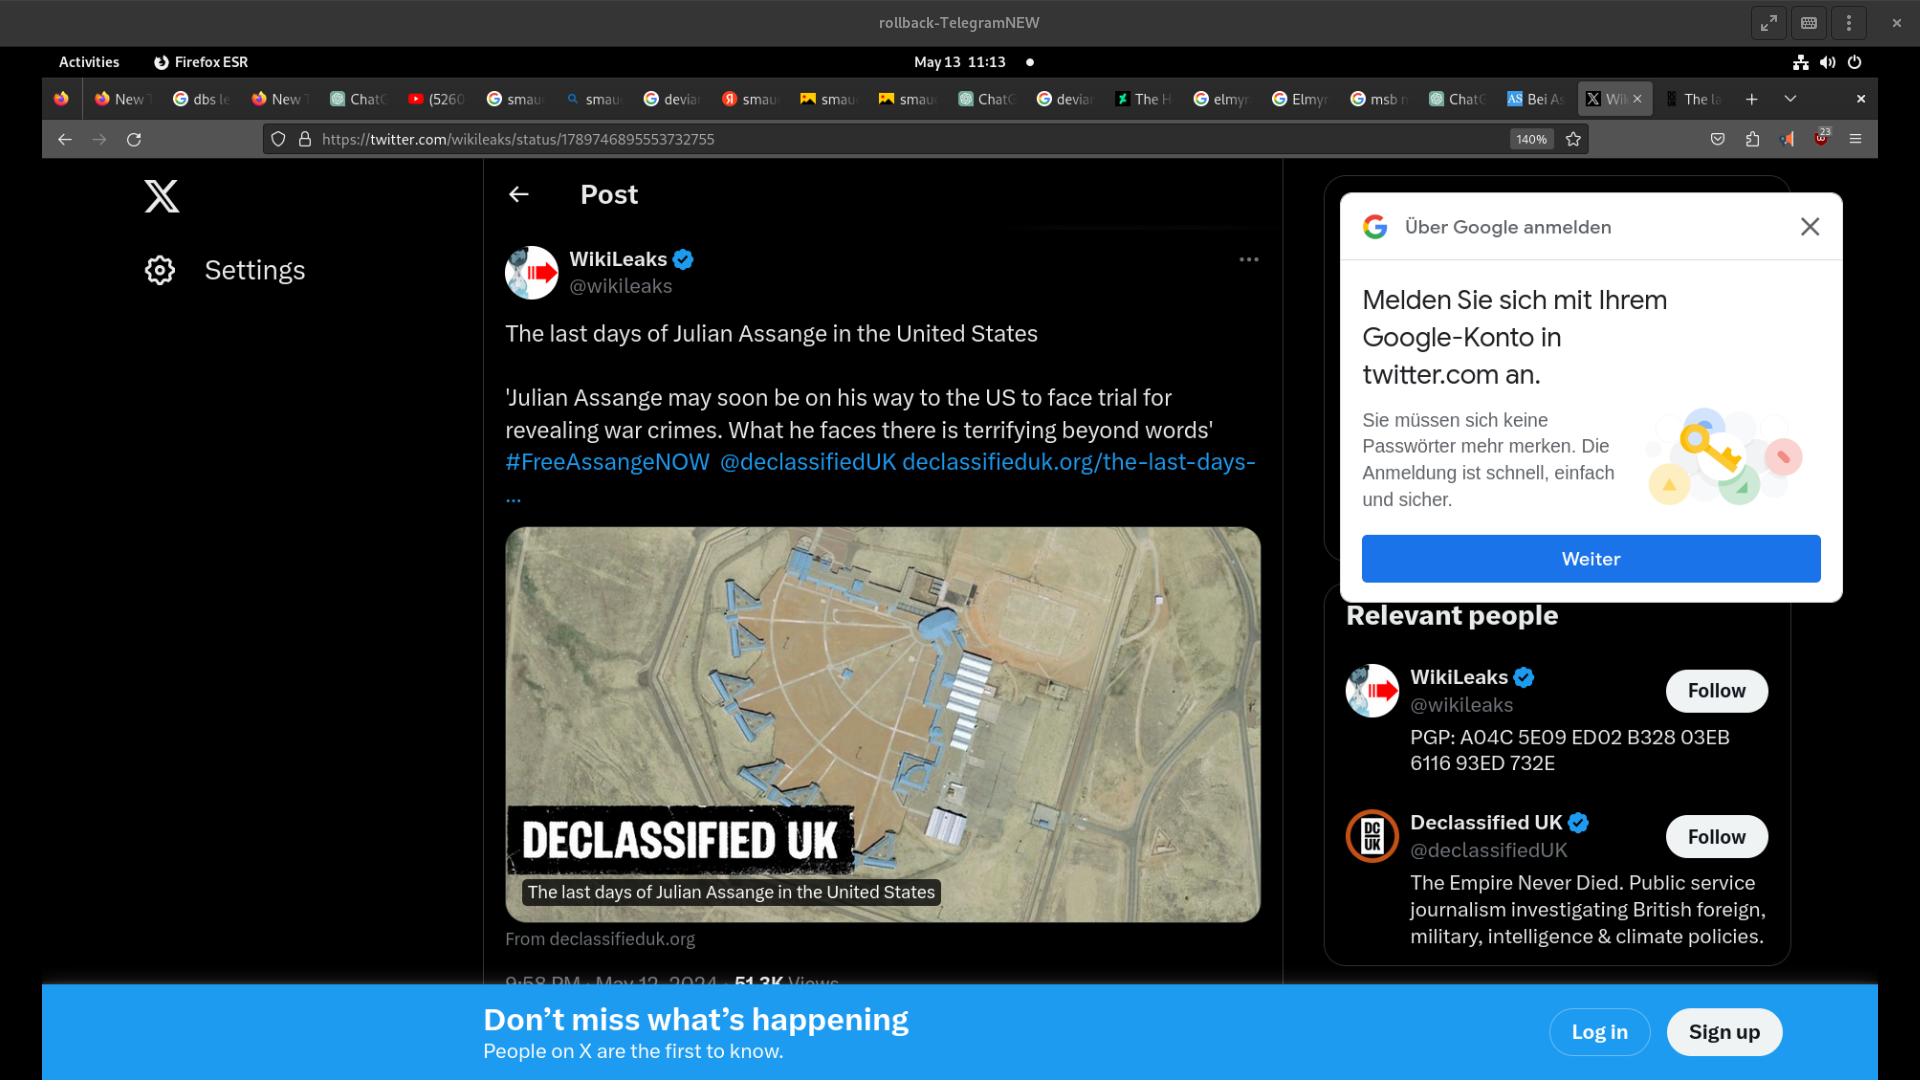 rollback-TelegramNEW
Activities
Firefox ESR
May 13 11:13
New T
dbs le
New T
ChatG
(5260
smau
smau
devia
smau
smau
smau
ChatG
devia
The H
elmyr
Elmyr
msb n
ChatG
Bei As
Wik
The la
https://twitter.com/wikileaks/status/1789746895553732755
140%
23
Settings
Post
WikiLeaks
@wikileaks
The last days of Julian Assange in the United States
'Julian Assange may soon be on his way to the US to face trial for
revealing war crimes. What he faces there is terrifying beyond words'
#FreeAssangeNOW @declassifiedUK declassifieduk.org/the-last-days-
...
DECLASSIFIED UK
The last days of Julian Assange in the United States
From declassifieduk.org
9:58 PM · May 12, 2024 · 51.3K Views
Über Google anmelden
Melden Sie sich mit Ihrem
Google-Konto in
twitter.com an.
Sie müssen sich keine
Passwörter mehr merken. Die
Anmeldung ist schnell, einfach
und sicher.
Weiter
Relevant people
WikiLeaks
@wikileaks
Follow
PGP: A04C 5E09 ED02 B328 03EB
6116 93ED 732E
DC
UK
Declassified UK
@declassifiedUK
Follow
The Empire Never Died. Public service
journalism investigating British foreign,
military, intelligence & climate policies.
Don't miss what's happening
People on X are the first to know.
Log in
Sign up